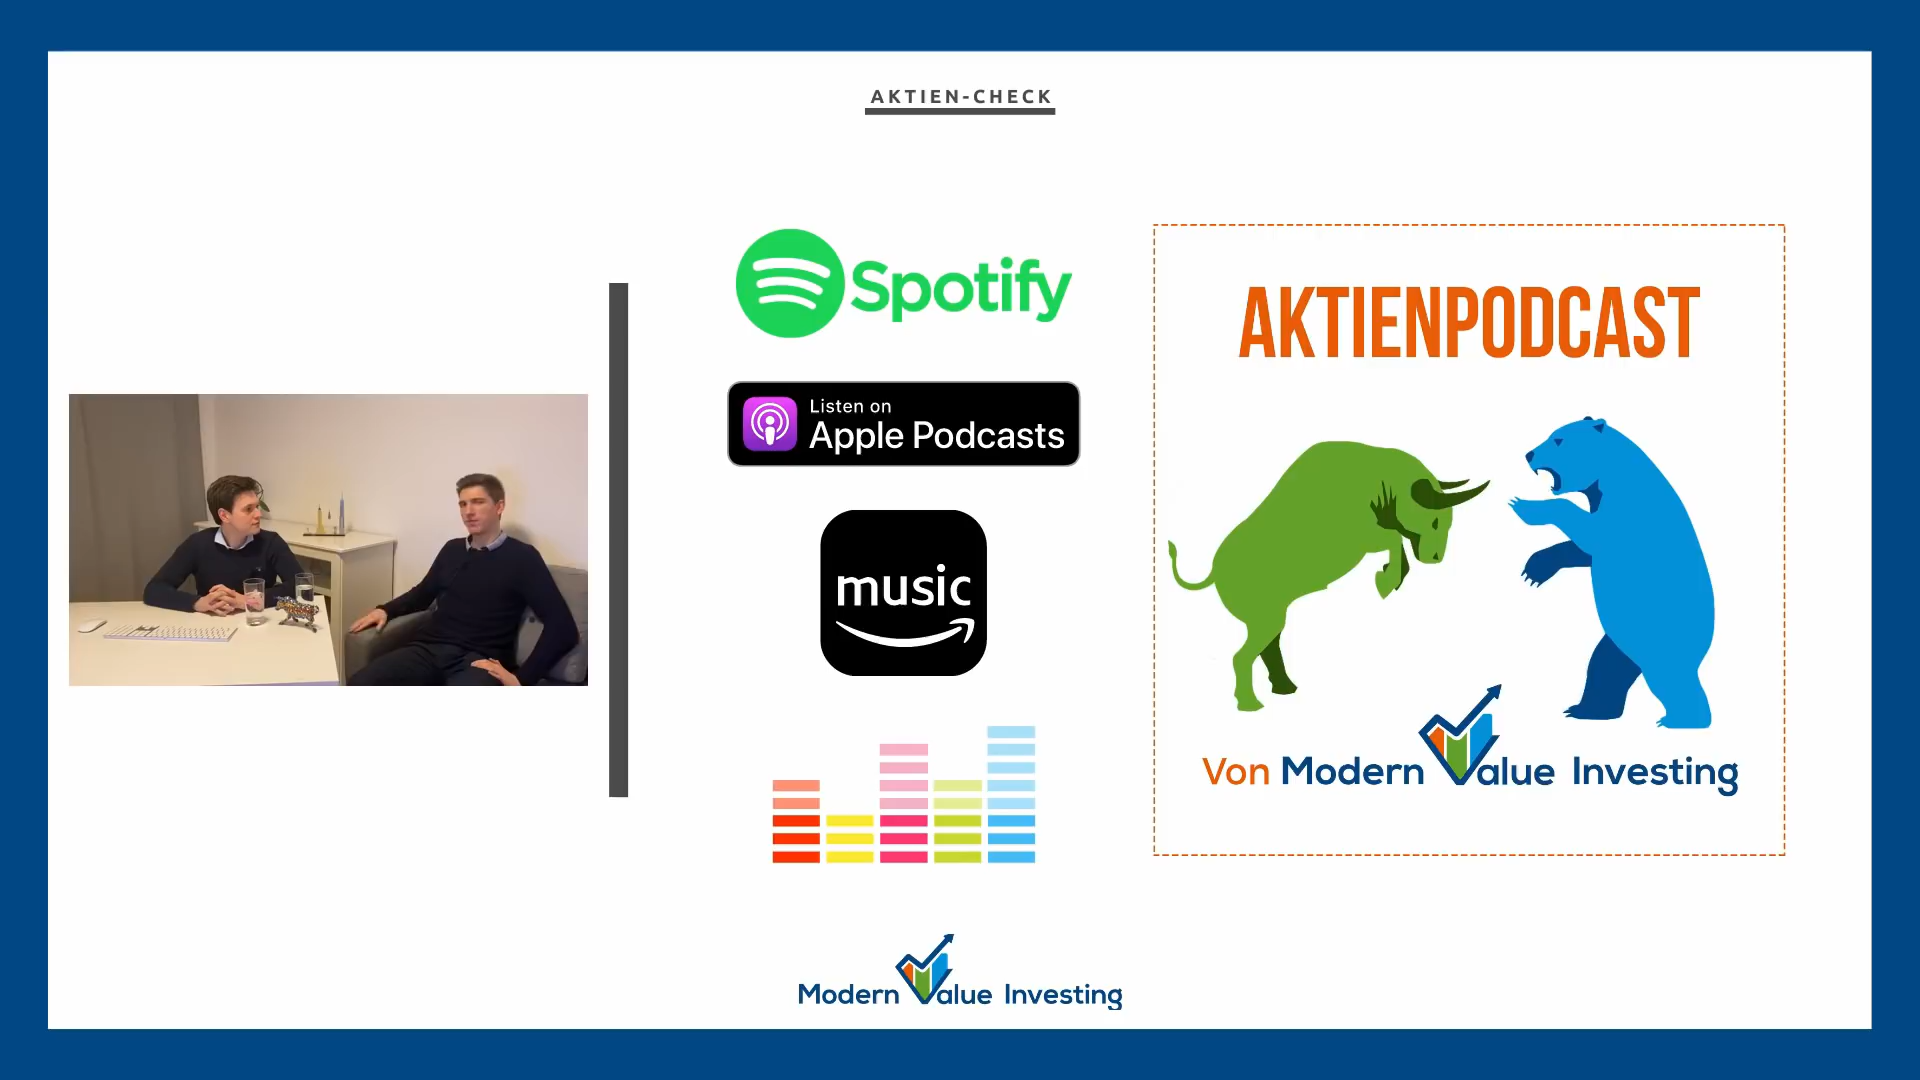 AKTIEN-CHECK
Spotify
Listen on
Apple Podcasts
music
AKTIENPODCAST
Von Modern Value Investing
Modern Value Investing